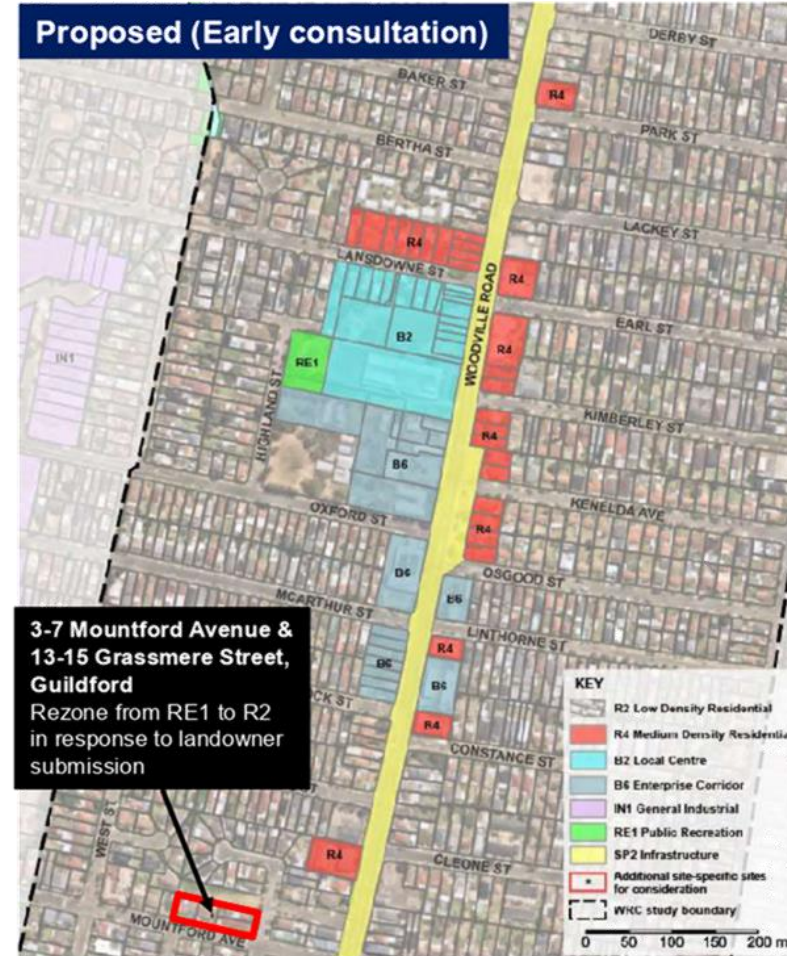 Proposed (Early consultation)
DERBY ST
BAKER ST
R4
PARK ST
BERTHA ST
LACKEY ST
R4
LANSDOWNE ST
R4
WOODVILLE ROAD
EARL ST
B2
R4
RE1
IN1
HIGHLAND ST
KIMBERLEY ST
R4
B6
KENELDA AVE
OXFORD ST
R4
OSGOOD ST
B6
B6
MCARTHUR ST
LINTHORNE ST
R4
B6
B6
CK ST
R4
CONSTANCE ST
3-7 Mountford Avenue &
13-15 Grassmere Street,
Guildford
Rezone from RE1 to R2
in response to landowner
submission
KEY
R2 Low Density Residential
R4 Medium Density Residentia
B2 Local Centre
B6 Enterprise Corridor
IN1 General Industrial
RE1 Public Recreation
SP2 Infrastructure
* Additional site-specific sites
for consideration
WRC study boundary
0 50 100 150 200 m
ST
WEST ST
R4
CLEONE ST
MOUNTFORD AVE